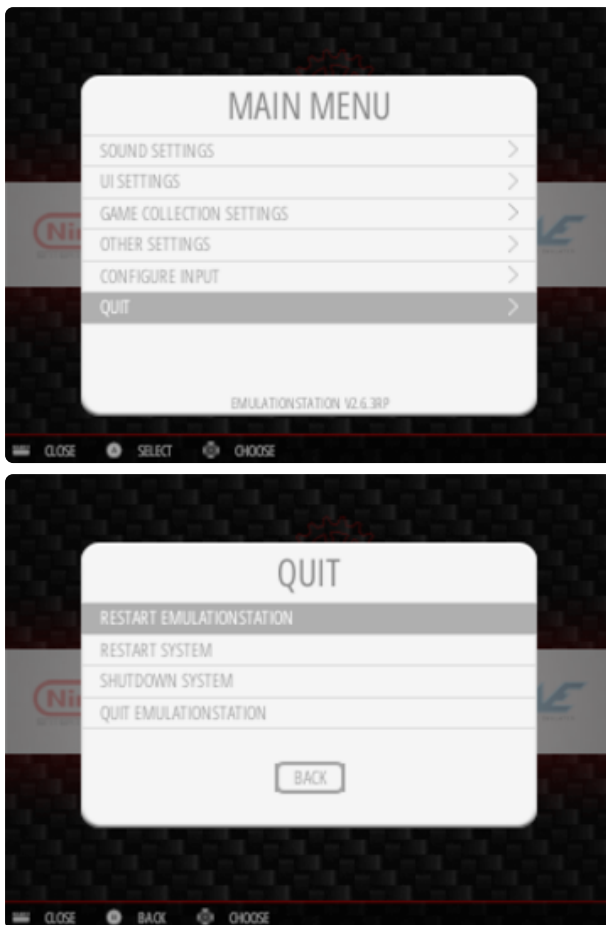 MAIN MENU
SOUND SETTINGS
UI SETTINGS
GAME COLLECTION SETTINGS
OTHER SETTINGS
CONFIGURE INPUT
QUIT
EMULATIONSTATION V2.6.3RP
CLOSE SELECT CHOOSE
QUIT
RESTART EMULATIONSTATION
RESTART SYSTEM
SHUTDOWN SYSTEM
QUIT EMULATIONSTATION
BACK
CLOSE BACK CHOOSE